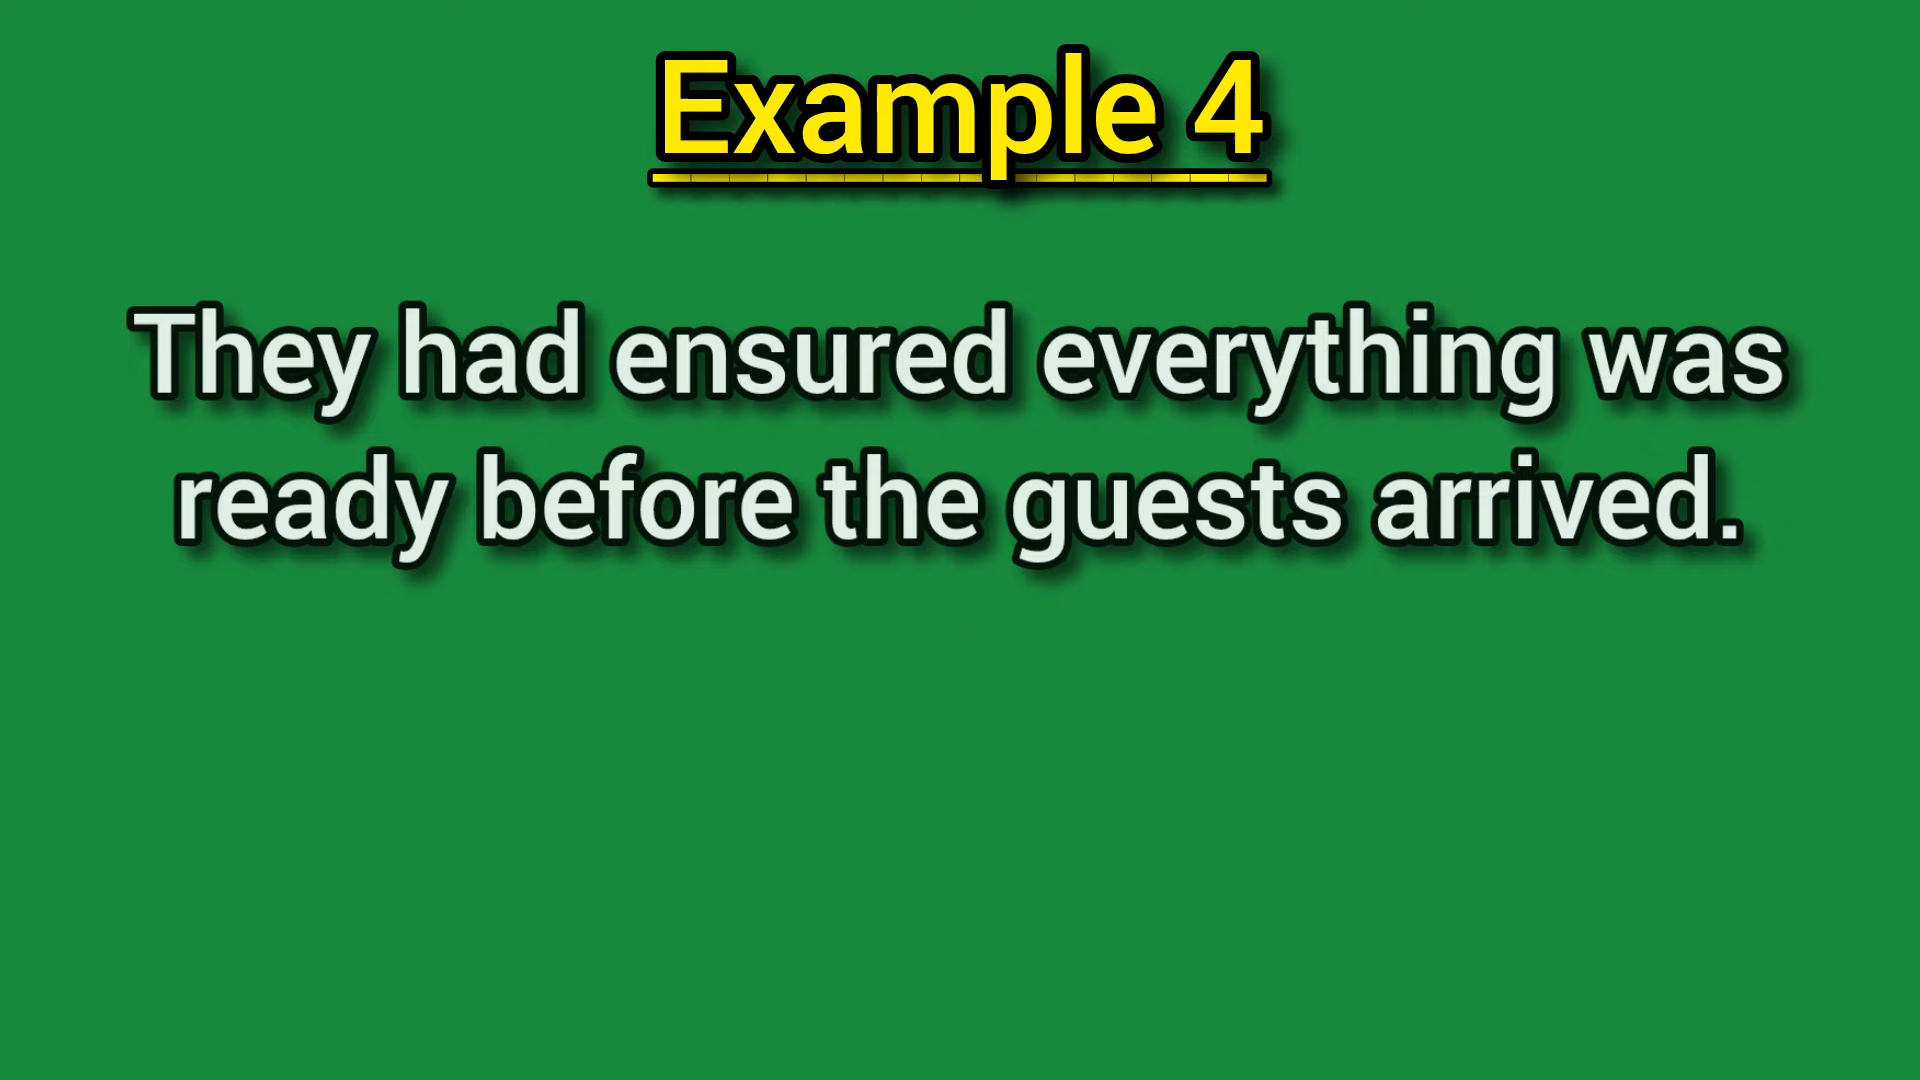 Example 4
They had ensured everything was
ready before the guests arrived.